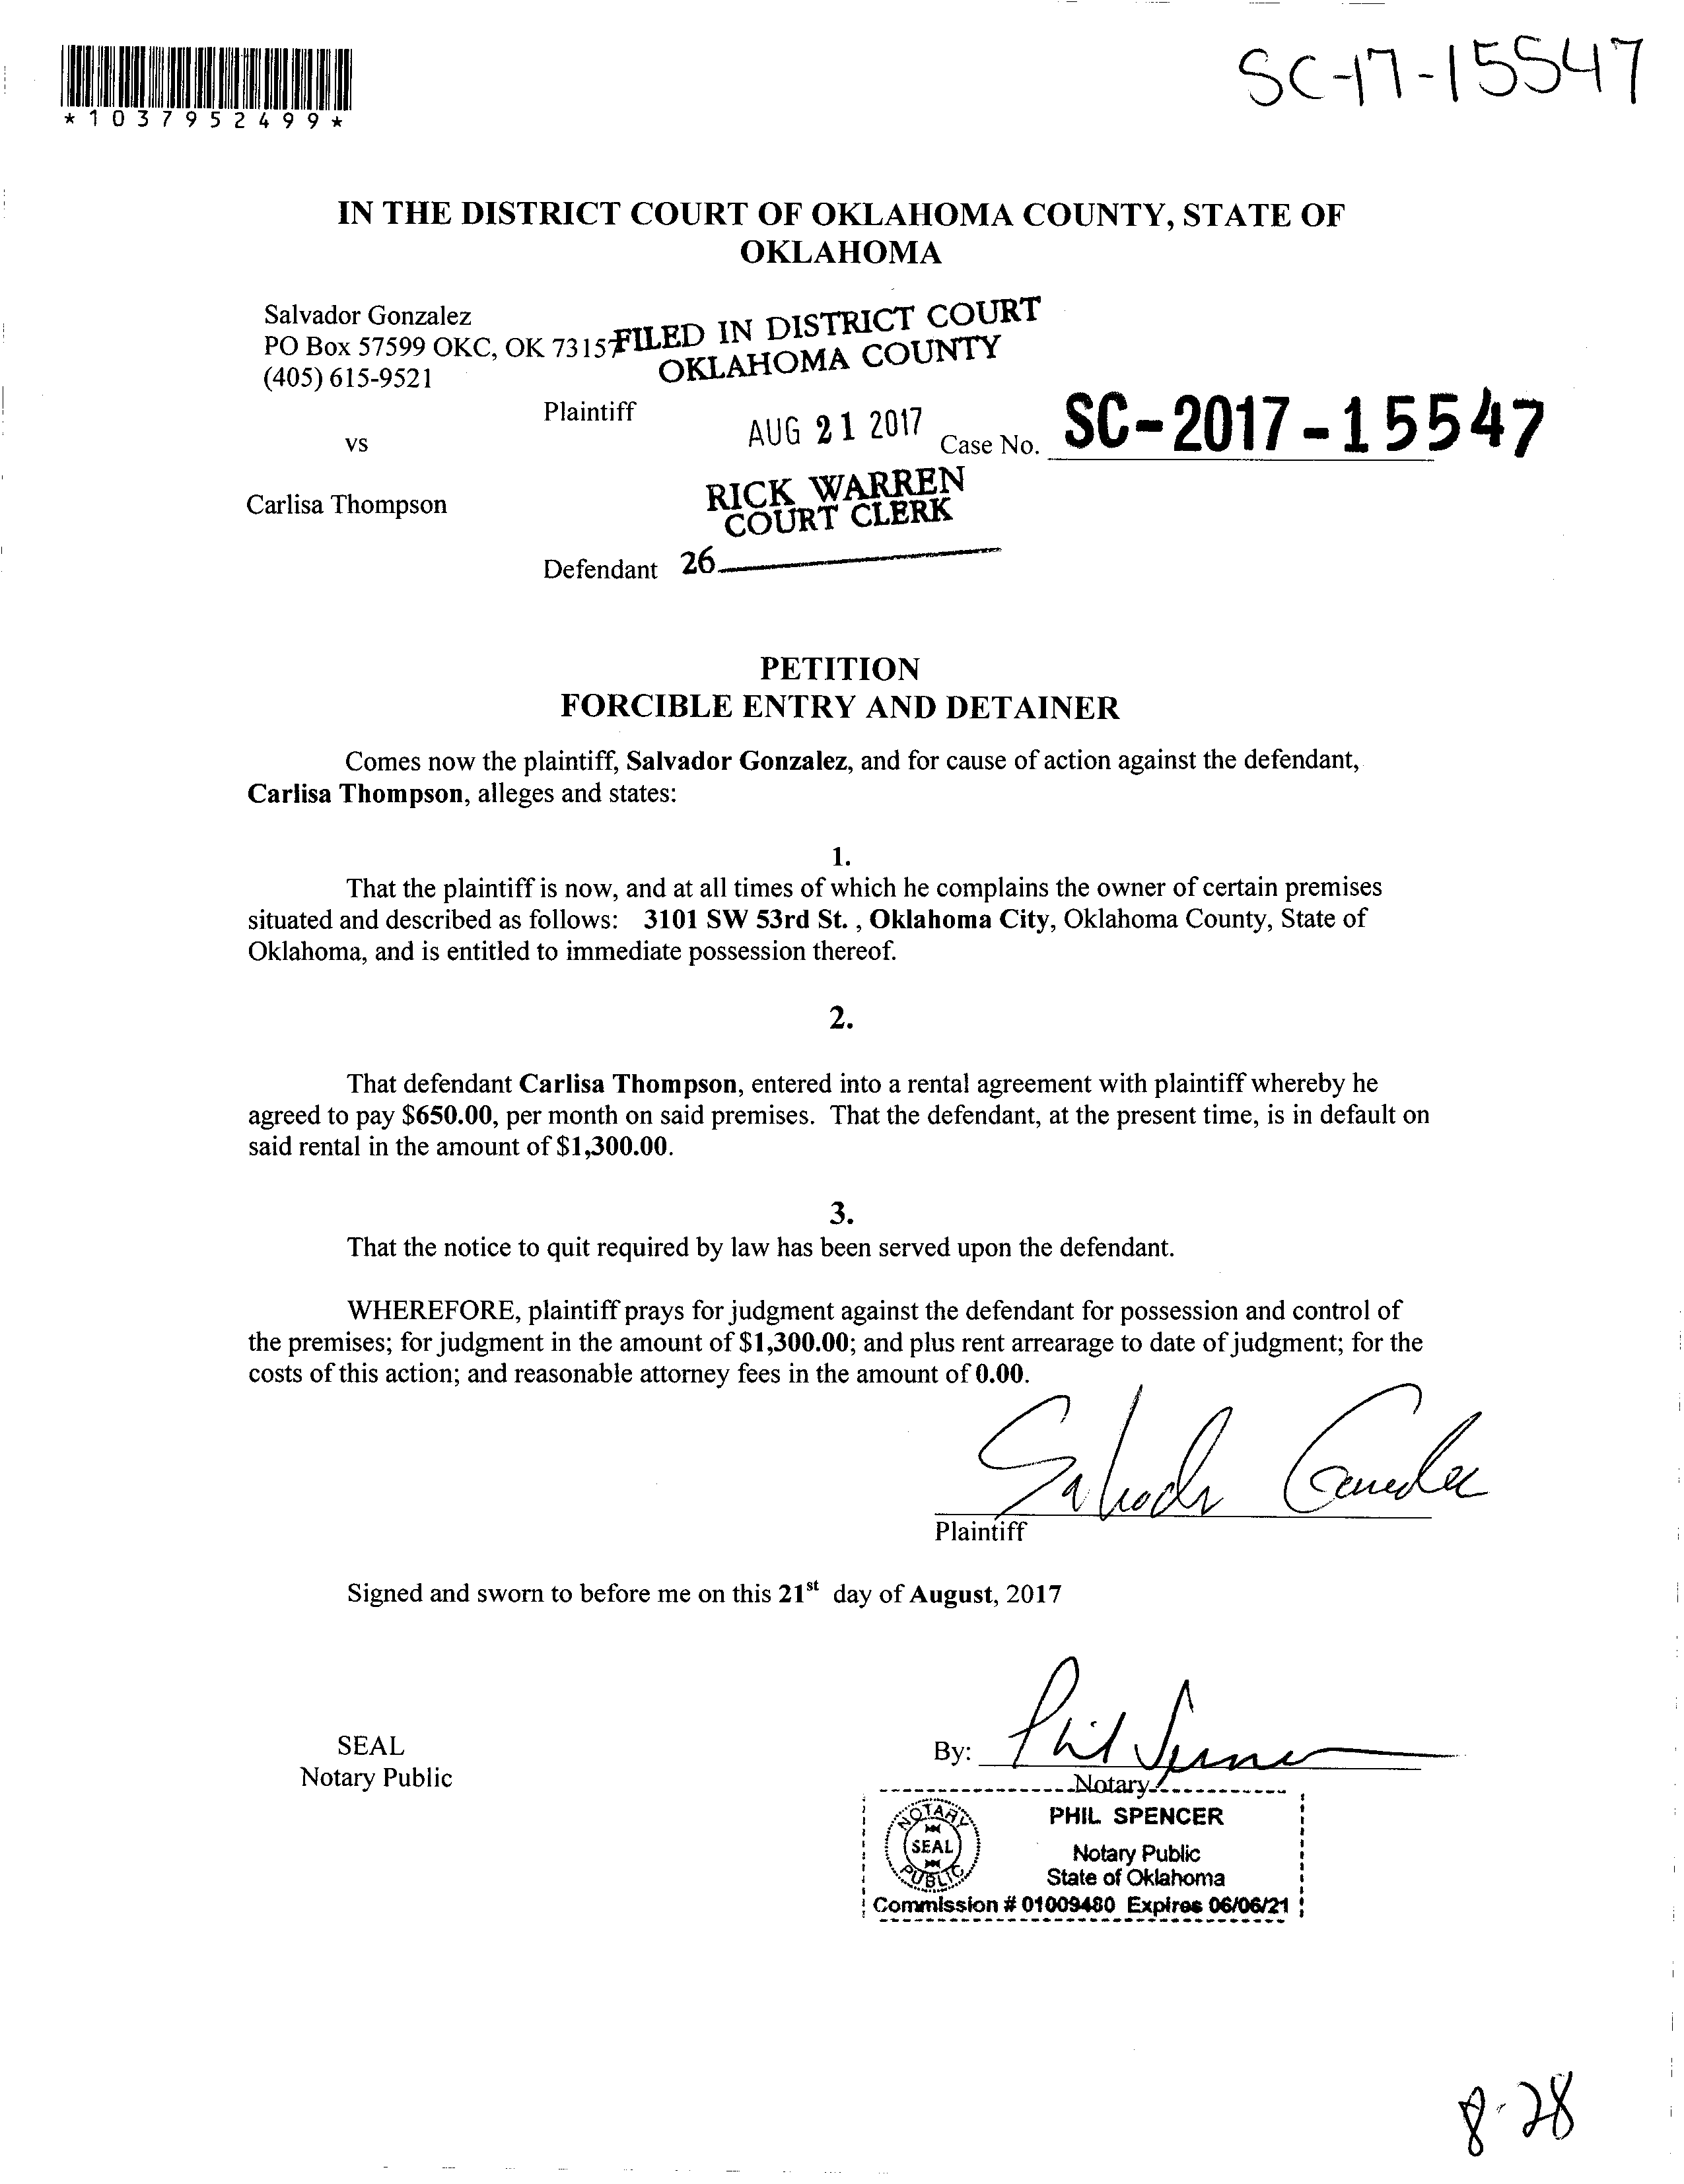 SC-17-15547
*1037952499*
IN THE DISTRICT COURT OF OKLAHOMA COUNTY, STATE OF
OKLAHOMA
Salvador Gonzalez
PO Box 57599 OKC, OK 73157
(405) 615-9521
FILED IN DISTRICT COURT
OKLAHOMA COUNTY
Plaintiff
AUG 21 2017
vs
Case No. SC-2017-15547
RICK WARREN
COURT CLERK
Carlisa Thompson
Defendant
26
PETITION
FORCIBLE ENTRY AND DETAINER
Comes now the plaintiff, Salvador Gonzalez, and for cause of action against the defendant,
Carlisa Thompson, alleges and states:
1.
That the plaintiff is now, and at all times of which he complains the owner of certain premises
situated and described as follows: 3101 SW 53rd St. , Oklahoma City, Oklahoma County, State of
Oklahoma, and is entitled to immediate possession thereof.
2.
That defendant Carlisa Thompson, entered into a rental agreement with plaintiff whereby he
agreed to pay $650.00, per month on said premises. That the defendant, at the present time, is in default on
said rental in the amount of $1,300.00.
3.
That the notice to quit required by law has been served upon the defendant.
WHEREFORE, plaintiff prays for judgment against the defendant for possession and control of
the premises; for judgment in the amount of $1,300.00; and plus rent arrearage to date of judgment; for the
costs of this action; and reasonable attorney fees in the amount of 0.00.
Salvador Gonzalez
Plaintiff
Signed and sworn to before me on this 21st day of August, 2017
SEAL
Notary Public
By: Phil Spencer
Notary
NOTARY
SEAL
PUBLIC
PHIL SPENCER
Notary Public
State of Oklahoma
Commission # 01009480 Expires 06/06/21
8-28